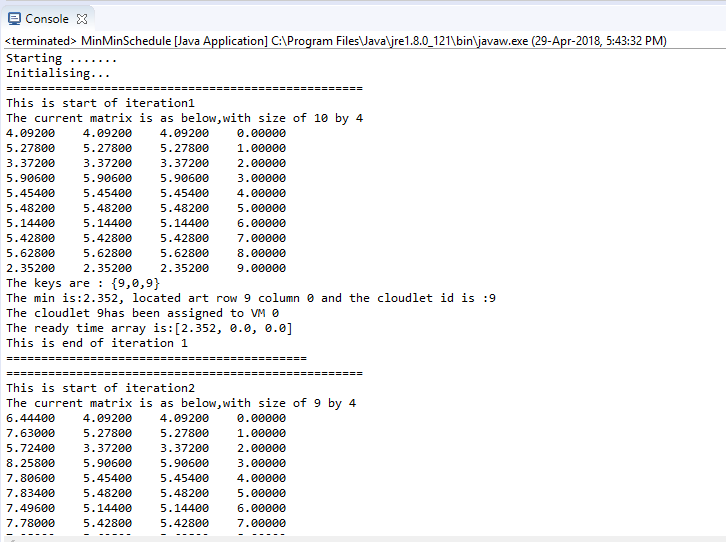 Console
<terminated> MinMinSchedule [Java Application] C:\Program Files\Java\jre1.8.0_121\bin\javaw.exe (29-Apr-2018, 5:43:32 PM)
Starting .......
Initialising...
===================================================
This is start of iteration1
The current matrix is as below,with size of 10 by 4
4.09200    4.09200    4.09200    0.00000
5.27800    5.27800    5.27800    1.00000
3.37200    3.37200    3.37200    2.00000
5.90600    5.90600    5.90600    3.00000
5.45400    5.45400    5.45400    4.00000
5.48200    5.48200    5.48200    5.00000
5.14400    5.14400    5.14400    6.00000
5.42800    5.42800    5.42800    7.00000
5.62800    5.62800    5.62800    8.00000
2.35200    2.35200    2.35200    9.00000
The keys are : {9,0,9}
The min is:2.352, located art row 9 column 0 and the cloudlet id is :9
The cloudlet 9has been assigned to VM 0
The ready time array is:[2.352, 0.0, 0.0]
This is end of iteration 1
===========================================
===================================================
This is start of iteration2
The current matrix is as below,with size of 9 by 4
6.44400    4.09200    4.09200    0.00000
7.63000    5.27800    5.27800    1.00000
5.72400    3.37200    3.37200    2.00000
8.25800    5.90600    5.90600    3.00000
7.80600    5.45400    5.45400    4.00000
7.83400    5.48200    5.48200    5.00000
7.49600    5.14400    5.14400    6.00000
7.78000    5.42800    5.42800    7.00000